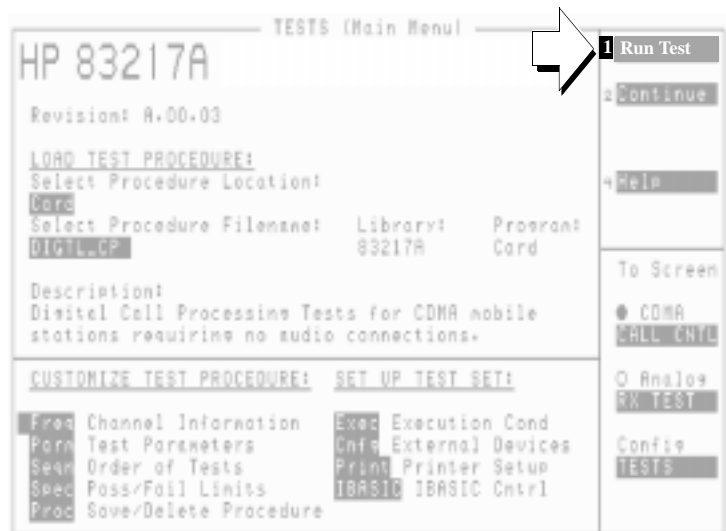 TESTS (Main Menu)
HP 83217A
Revision: A.00.03
LOAD TEST PROCEDURE:
Select Procedure Location:
Card
Select Procedure Filename: Library: Program:
DIGTL_CP 83217A Card
Description:
Digital Call Processing Tests for CDMA mobile
stations requiring no audio connections.
CUSTOMIZE TEST PROCEDURE: SET UP TEST SET:
Freq Channel Information Exec Execution Cond
Parm Test Parameters Cnfg External Devices
Seqn Order of Tests Print Printer Setup
Spec Pass/Fail Limits IBASIC IBASIC Cntrl
Proc Save/Delete Procedure
1 Run Test
2 Continue
4 Help
To Screen
CDMA
CALL CNTL
Analog
RX TEST
Config
TESTS